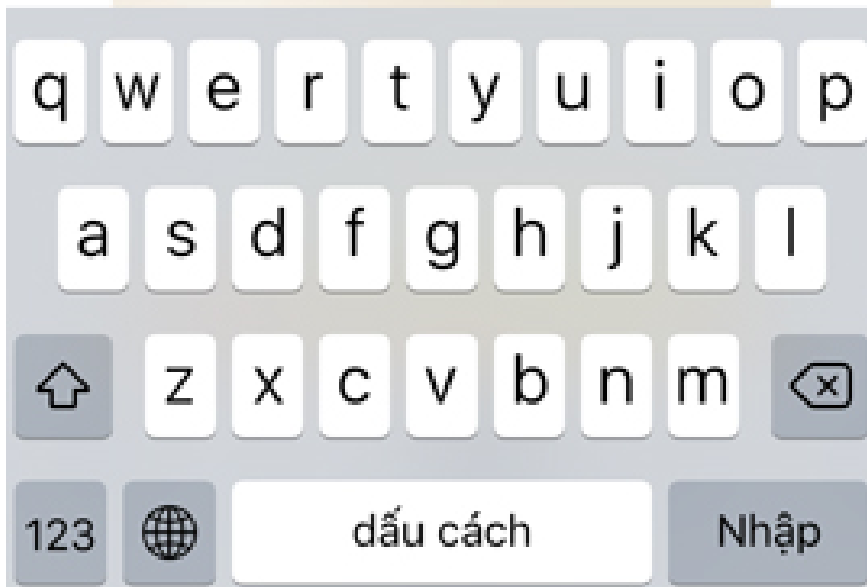 q w e r t y u i o p
a s d f g h j k l
z x c v b n m
123 dấu cách Nhập